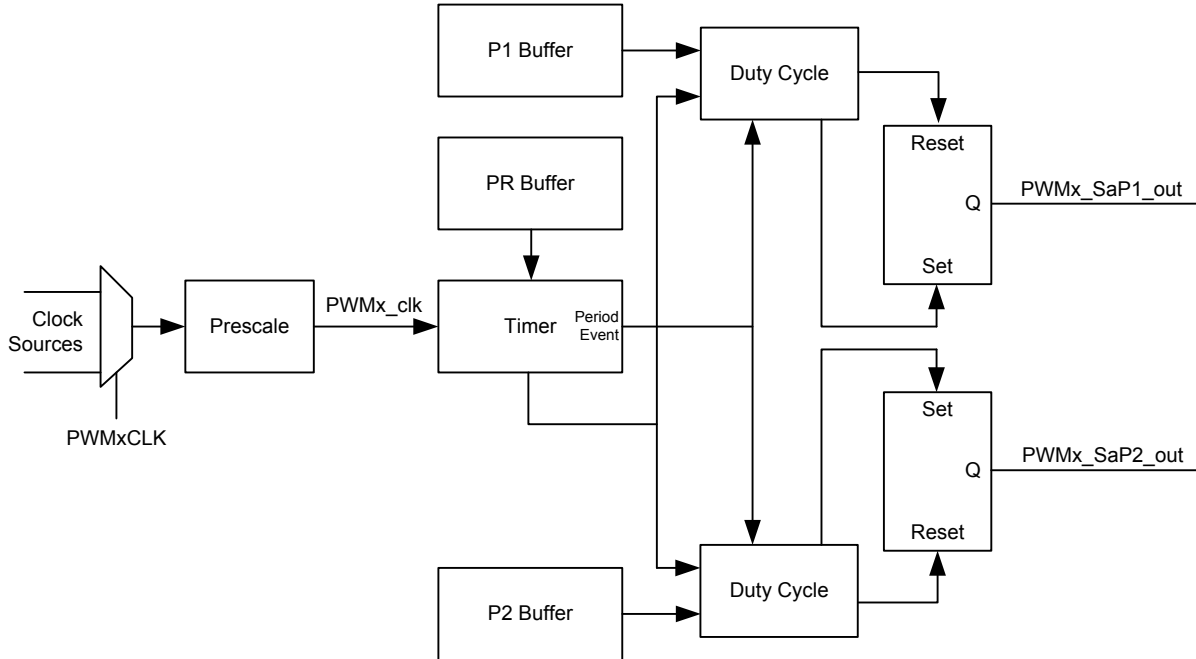 P1 Buffer
Duty Cycle
Reset
PR Buffer
Q
PWMx_SaP1_out
Set
Clock
Sources
Prescale
PWMx_clk
Timer
Period
Event
PWMxCLK
Set
Q
PWMx_SaP2_out
Reset
Duty Cycle
P2 Buffer